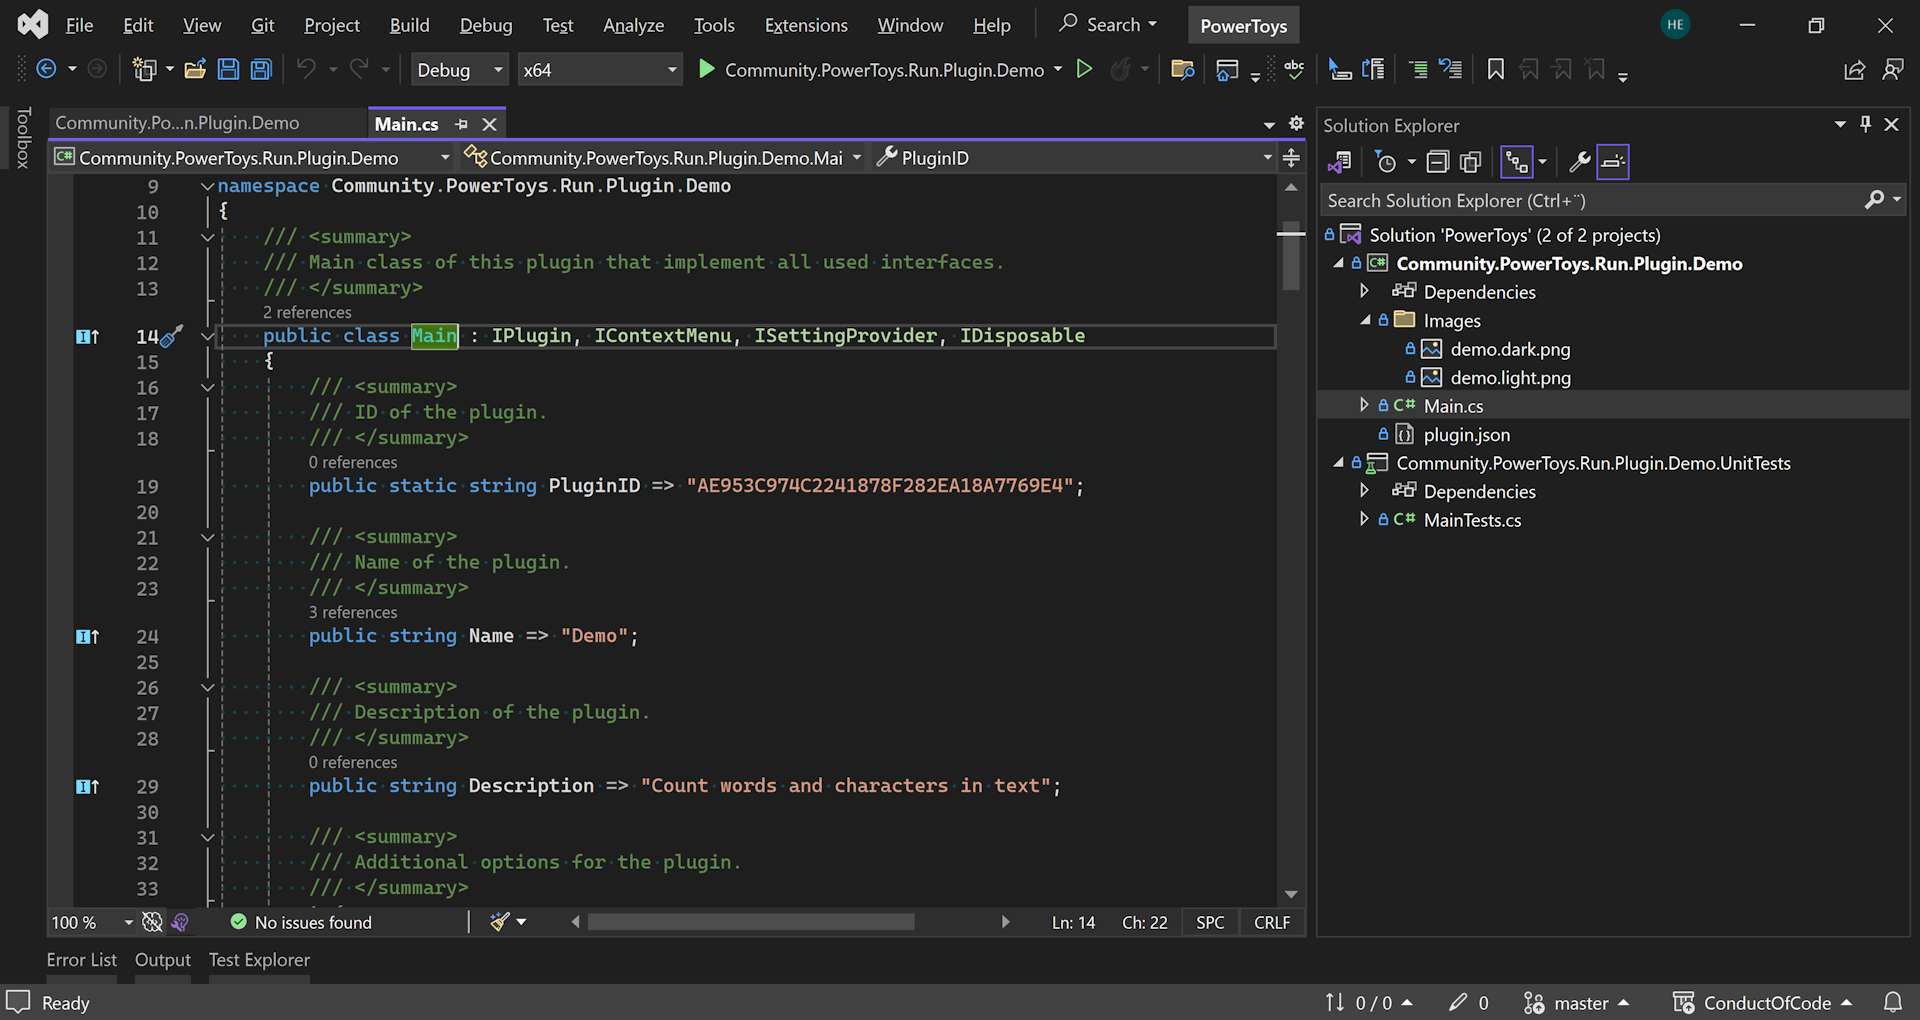 File Edit View Git Project Build Debug Test Analyze Tools Extensions Window Help Search PowerToys HE
Debug x64 Community.PowerToys.Run.Plugin.Demo abc
Toolbox
Community.Po...n.Plugin.Demo Main.cs
C# Community.PowerToys.Run.Plugin.Demo Community.PowerToys.Run.Plugin.Demo.Mai PluginID
9 namespace Community.PowerToys.Run.Plugin.Demo
10 {
11 /// <summary>
12 /// Main class of this plugin that implement all used interfaces.
13 /// </summary>
2 references
14 public class Main : IPlugin, IContextMenu, ISettingProvider, IDisposable
15 {
16 /// <summary>
17 /// ID of the plugin.
18 /// </summary>
0 references
19 public static string PluginID => "AE953C974C2241878F282EA18A7769E4";
20
21 /// <summary>
22 /// Name of the plugin.
23 /// </summary>
3 references
24 public string Name => "Demo";
25
26 /// <summary>
27 /// Description of the plugin.
28 /// </summary>
0 references
29 public string Description => "Count words and characters in text";
30
31 /// <summary>
32 /// Additional options for the plugin.
33 /// </summary>
100 % No issues found Ln: 14 Ch: 22 SPC CRLF
Solution Explorer
Search Solution Explorer (Ctrl+¨)
Solution 'PowerToys' (2 of 2 projects)
C# Community.PowerToys.Run.Plugin.Demo
Dependencies
Images
demo.dark.png
demo.light.png
C# Main.cs
plugin.json
Community.PowerToys.Run.Plugin.Demo.UnitTests
Dependencies
C# MainTests.cs
Error List Output Test Explorer
Ready 0 / 0 0 master ConductOfCode